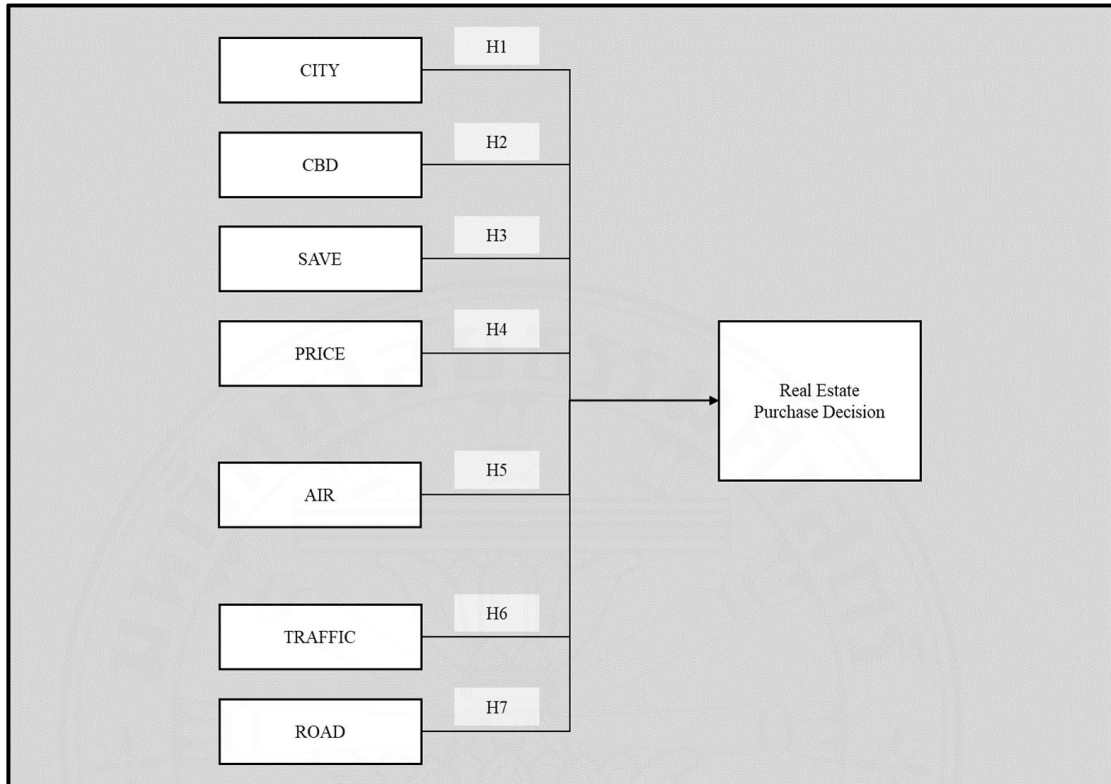 H1
CITY
H2
CBD
H3
SAVE
H4
PRICE
Real Estate
Purchase Decision
H5
AIR
H6
TRAFFIC
H7
ROAD